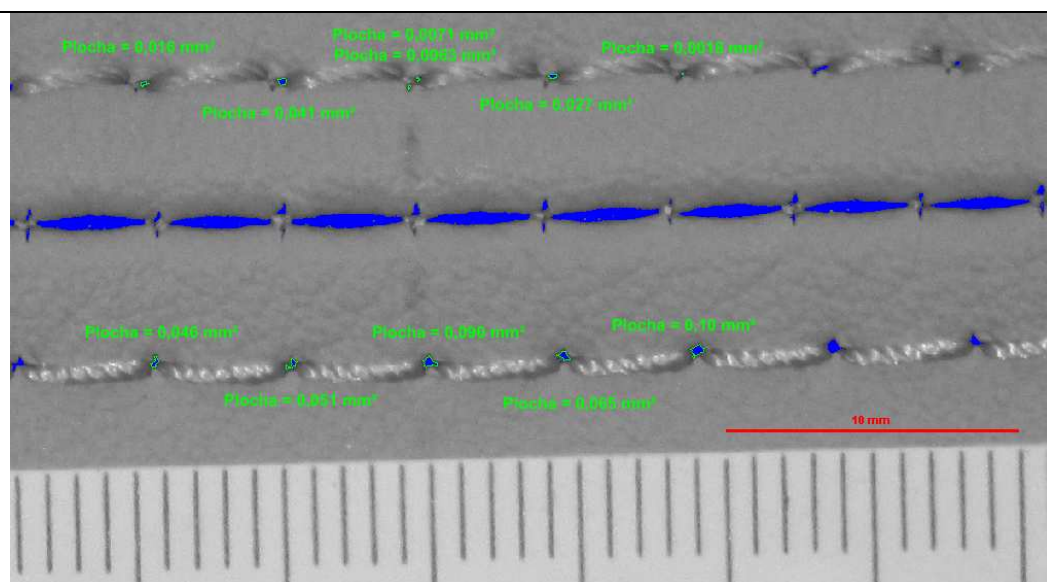 Plocha = 0,016 mm²
Plocha = 0,0071 mm²
Plocha = 0,0063 mm²
Plocha = 0,0018 mm²
Plocha = 0,041 mm²
Plocha = 0,027 mm²
Plocha = 0,046 mm²
Plocha = 0,090 mm²
Plocha = 0,10 mm²
Plocha = 0,051 mm²
Plocha = 0,065 mm²
10 mm